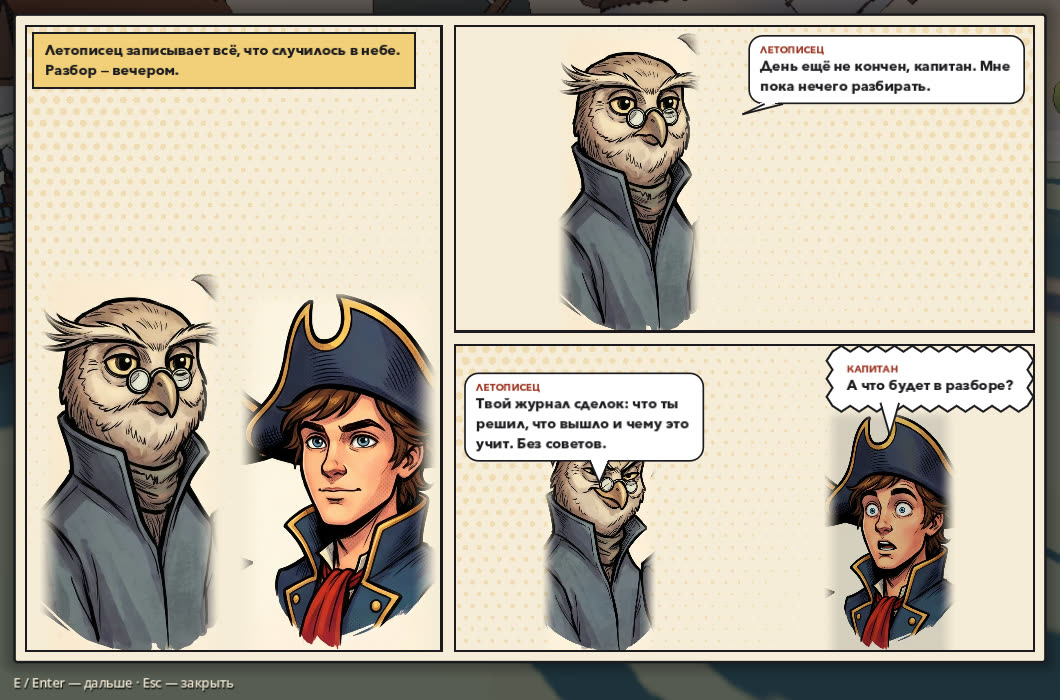 Летописец записывает всё, что случилось в небе.
Разбор – вечером.
ЛЕТОПИСЕЦ
День ещё не кончен, капитан. Мне
пока нечего разбирать.
КАПИТАН
А что будет в разборе?
ЛЕТОПИСЕЦ
Твой журнал сделок: что ты
решил, что вышло и чему это
учит. Без советов.
E / Enter — дальше · Esc — закрыть